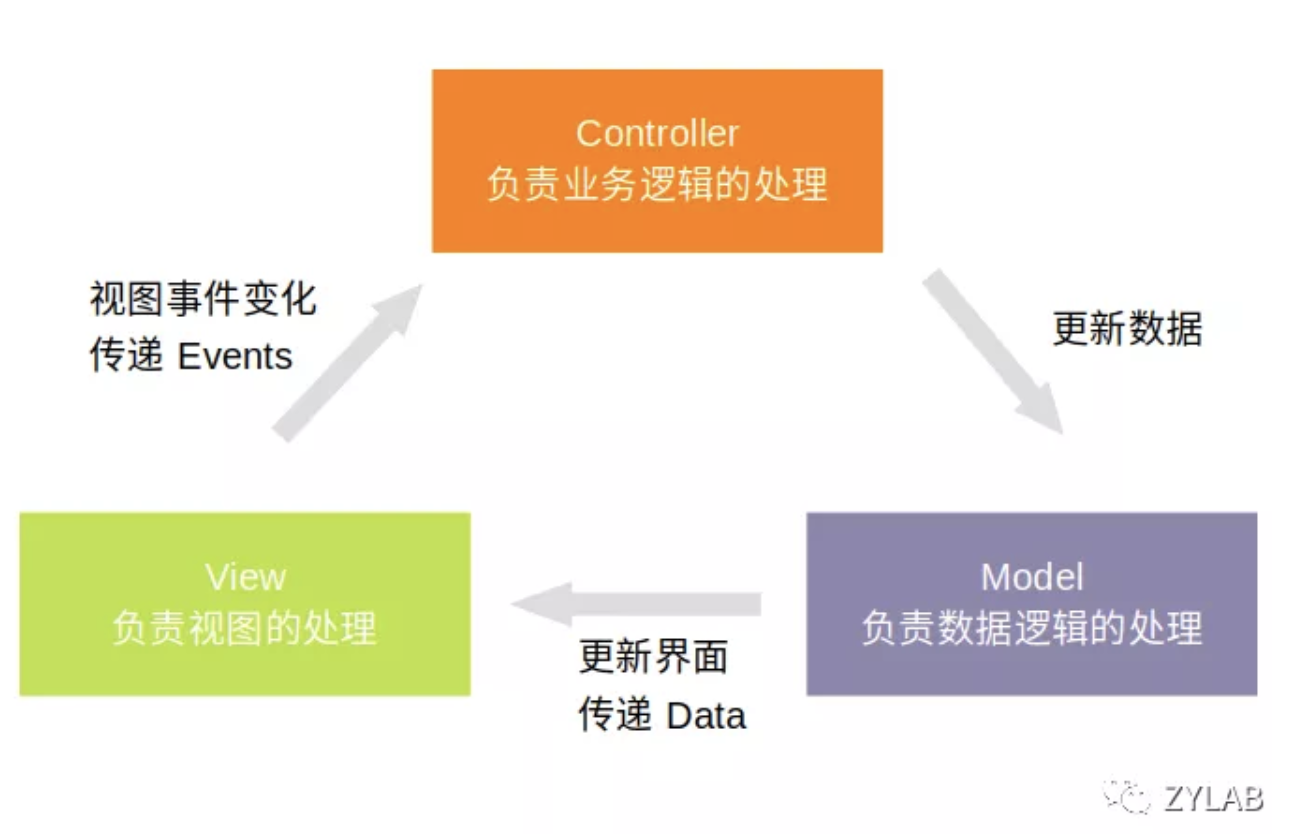 Controller
负责业务逻辑的处理
视图事件变化
传递 Events
更新数据
View
负责视图的处理
Model
负责数据逻辑的处理
更新界面
传递 Data
ZYLAB